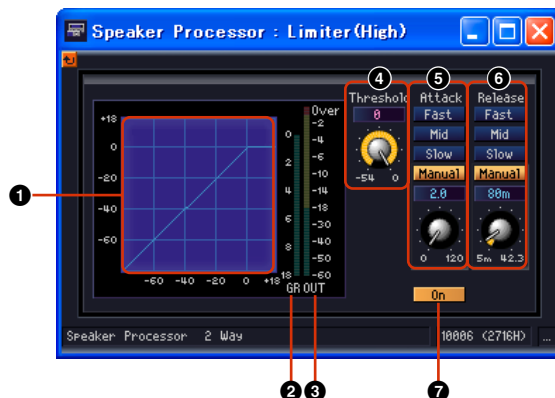 Speaker Processor : Limiter(High)
4 5 6
Threshold Attack Release
0 Fast Fast
Mid Mid
Slow Slow
-54 0 Manual Manual
2.0 80m
0 120 5m 42.3
On
+18
0
-20
-40
-60
-60 -40 -20 0 +18
0
2
4
6
8
18
GR
Over
-2
-4
-6
-10
-14
-18
-30
-40
-50
-60
OUT
1
Speaker Processor 2 Way 10006 (2716H) ...
2 3 7